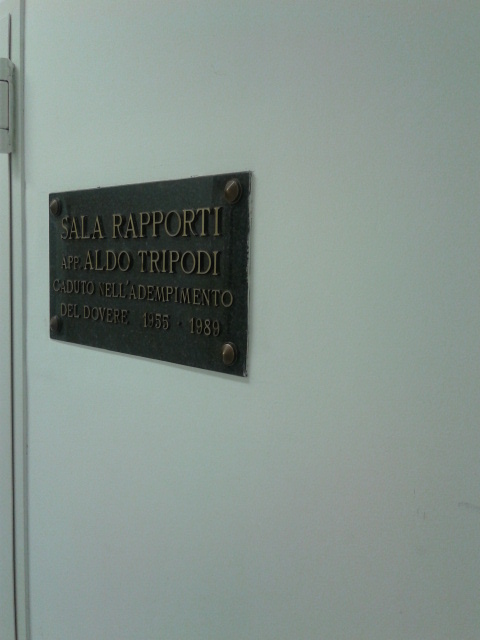 SALA RAPPORTI
APP. ALDO TRIPODI
CADUTO NELL'ADEMPIMENTO
DEL DOVERE 1955 - 1989